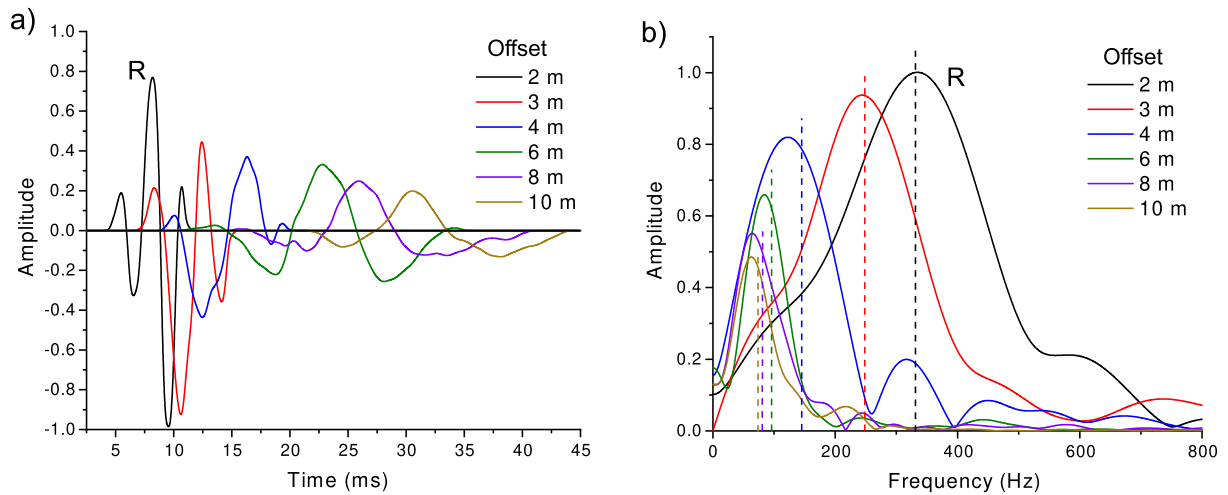 a)
R
Offset
2 m
3 m
4 m
6 m
8 m
10 m
1.0
0.8
0.6
0.4
0.2
0.0
-0.2
-0.4
-0.6
-0.8
-1.0
Amplitude
5 10 15 20 25 30 35 40 45
Time (ms)
b)
R
Offset
2 m
3 m
4 m
6 m
8 m
10 m
1.0
0.8
0.6
0.4
0.2
0.0
Amplitude
0 200 400 600 800
Frequency (Hz)